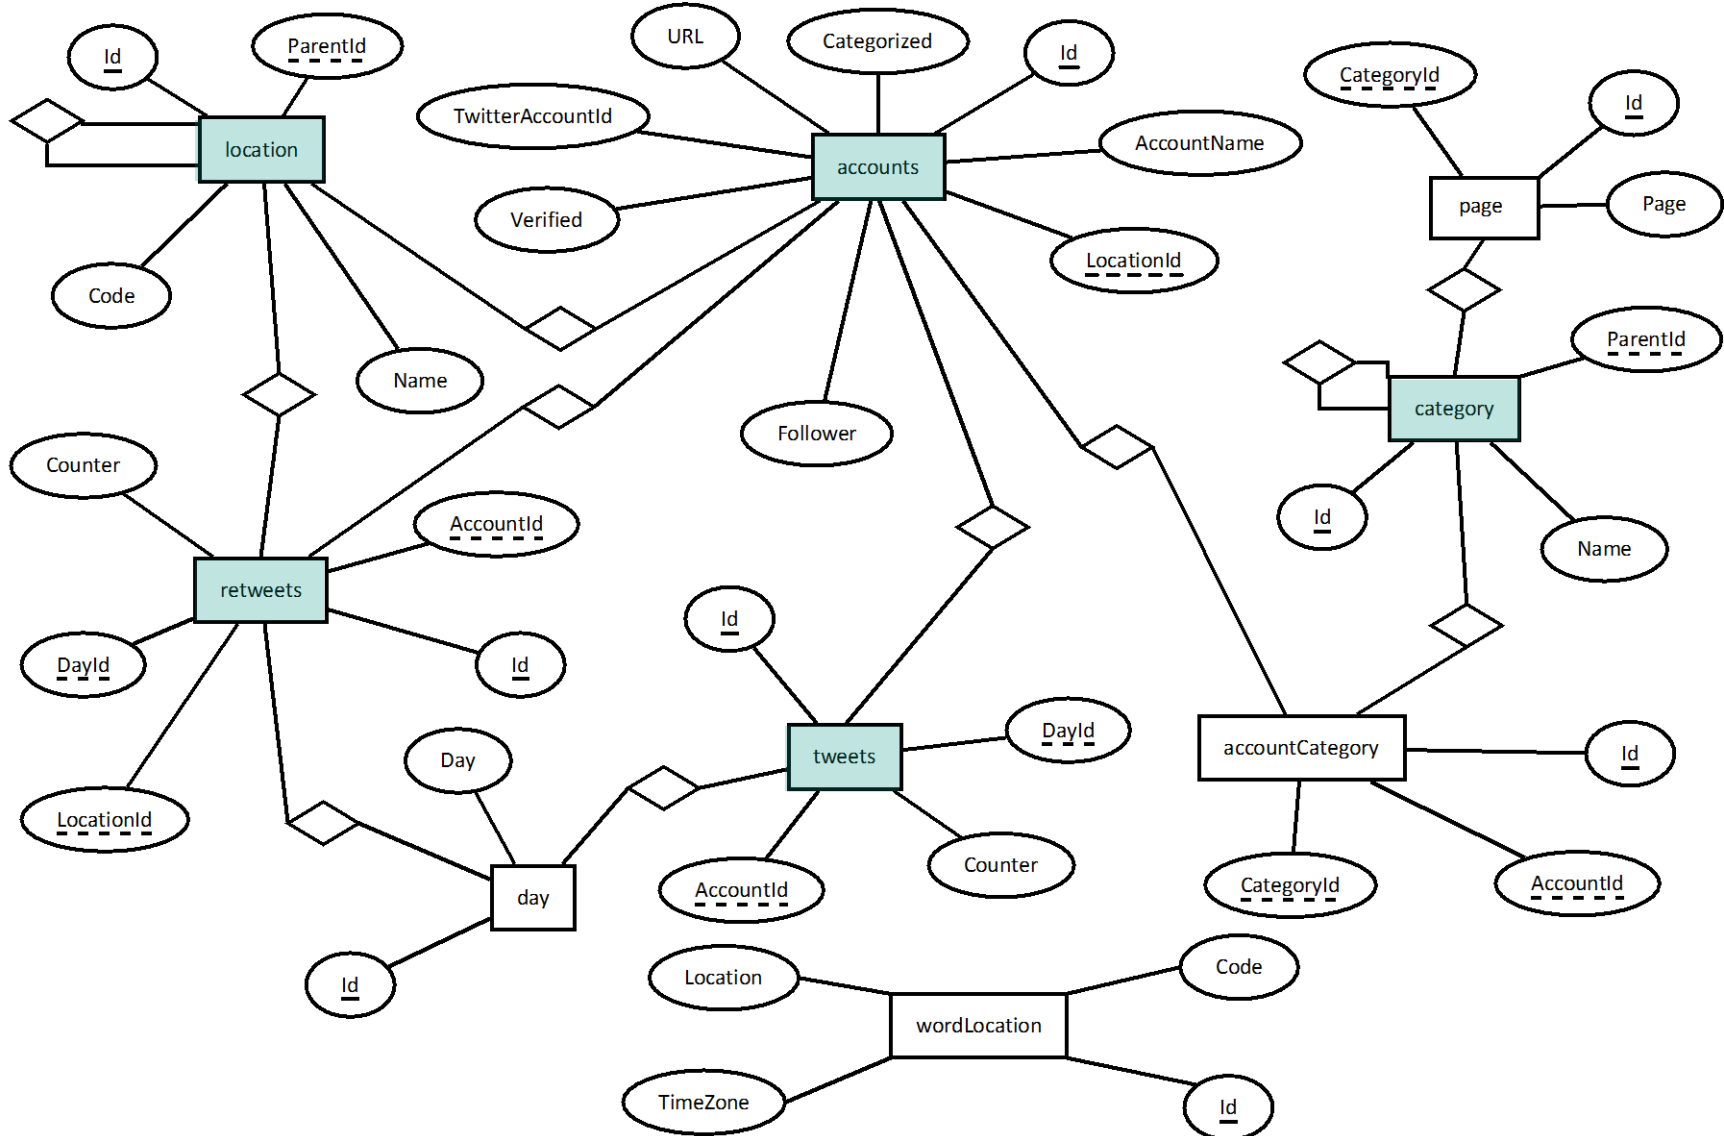 Id
ParentId
URL
Categorized
Id
CategoryId
Id
TwitterAccountId
location
accounts
AccountName
page
Page
Verified
LocationId
Code
Name
ParentId
category
Follower
Counter
AccountId
Id
Name
retweets
Id
DayId
Id
DayId
Day
tweets
accountCategory
Id
LocationId
Counter
day
AccountId
CategoryId
AccountId
Id
Location
Code
wordLocation
TimeZone
Id